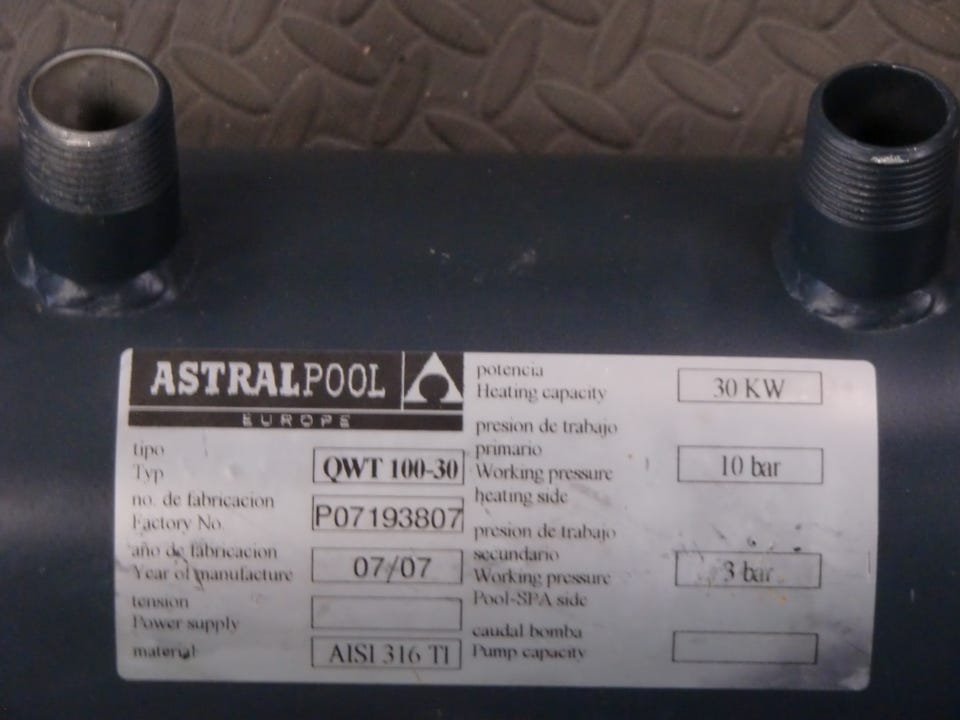 ASTRALPOOL
EUROPE
tipo
Typ
QWT 100-30
no. de fabricacion
Factory No.
P07193807
año de fabricacion
Year of manufacture
07/07
tension
Power supply
material
AISI 316 TI
potencia
Heating capacity
30 KW
presion de trabajo
primario
Working pressure
heating side
10 bar
presion de trabajo
secundario
Working pressure
Pool-SPA side
3 bar
caudal bomba
Pump capacity